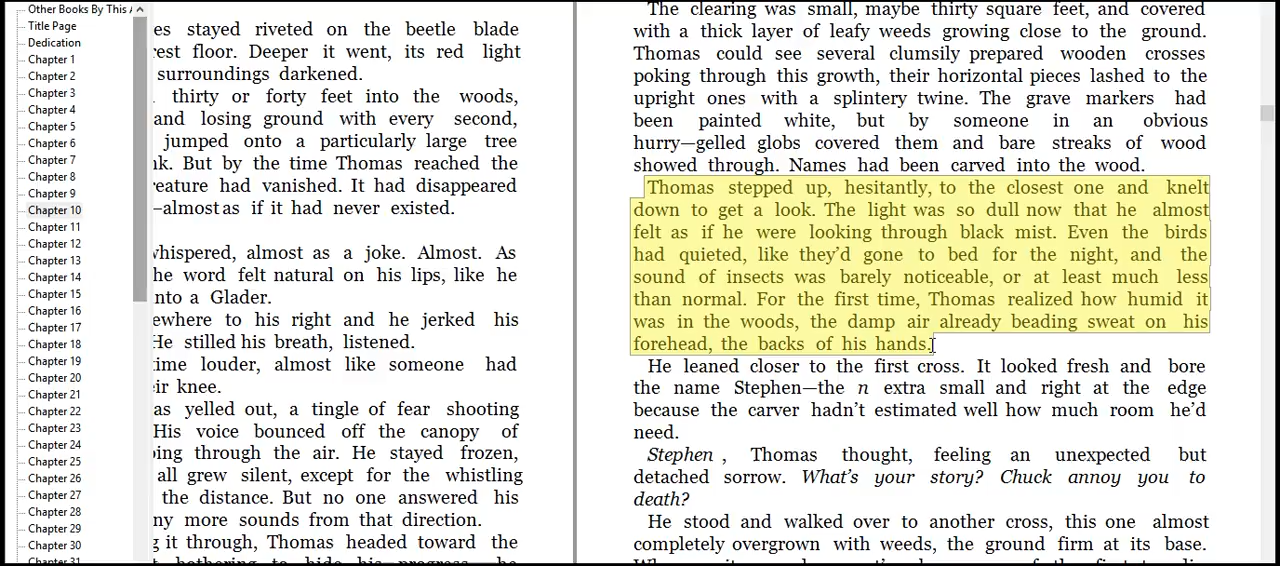 Other Books By This A
Title Page
Dedication
Chapter 1
Chapter 2
Chapter 3
Chapter 4
Chapter 5
Chapter 6
Chapter 7
Chapter 8
Chapter 9
Chapter 10
Chapter 11
Chapter 12
Chapter 13
Chapter 14
Chapter 15
Chapter 16
Chapter 17
Chapter 18
Chapter 19
Chapter 20
Chapter 21
Chapter 22
Chapter 23
Chapter 24
Chapter 25
Chapter 26
Chapter 27
Chapter 28
Chapter 29
Chapter 30
Chapter 31
es stayed riveted on the beetle blade
rest floor. Deeper it went, its red light
surroundings darkened.
thirty or forty feet into the woods,
and losing ground with every second,
jumped onto a particularly large tree
nk. But by the time Thomas reached the
reature had vanished. It had disappeared
—almost as if it had never existed.
whispered, almost as a joke. Almost. As
he word felt natural on his lips, like he
nto a Glader.
ewhere to his right and he jerked his
He stilled his breath, listened.
time louder, almost like someone had
eir knee.
as yelled out, a tingle of fear shooting
His voice bounced off the canopy of
ping through the air. He stayed frozen,
all grew silent, except for the whistling
the distance. But no one answered his
ny more sounds from that direction.
g it through, Thomas headed toward the
bothering to hide his progress, he
The clearing was small, maybe thirty square feet, and covered
with a thick layer of leafy weeds growing close to the ground.
Thomas could see several clumsily prepared wooden crosses
poking through this growth, their horizontal pieces lashed to the
upright ones with a splintery twine. The grave markers had
been painted white, but by someone in an obvious
hurry—gelled globs covered them and bare streaks of wood
showed through. Names had been carved into the wood.
Thomas stepped up, hesitantly, to the closest one and knelt
down to get a look. The light was so dull now that he almost
felt as if he were looking through black mist. Even the birds
had quieted, like they'd gone to bed for the night, and the
sound of insects was barely noticeable, or at least much less
than normal. For the first time, Thomas realized how humid it
was in the woods, the damp air already beading sweat on his
forehead, the backs of his hands.
He leaned closer to the first cross. It looked fresh and bore
the name Stephen—the n extra small and right at the edge
because the carver hadn't estimated well how much room he'd
need.
Stephen , Thomas thought, feeling an unexpected but
detached sorrow. What's your story? Chuck annoy you to
death?
He stood and walked over to another cross, this one almost
completely overgrown with weeds, the ground firm at its base.